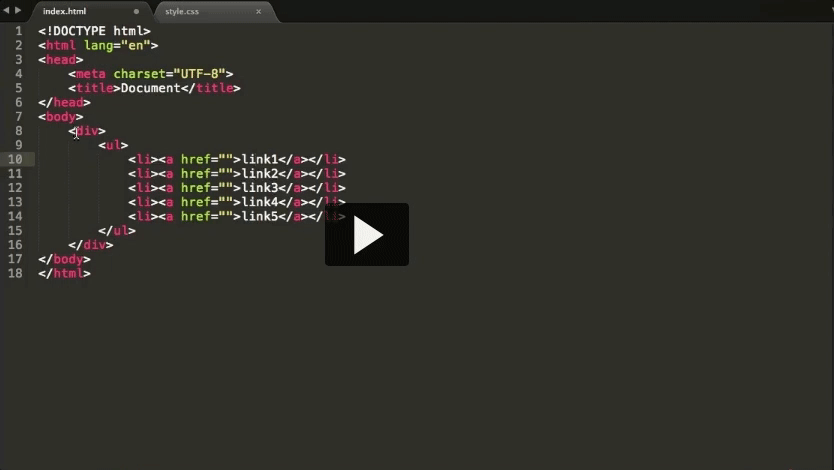 index.html
style.css
1 <!DOCTYPE html>
2 <html lang="en">
3 <head>
4 <meta charset="UTF-8">
5 <title>Document</title>
6 </head>
7 <body>
8 <div>
9 <ul>
10 <li><a href="">link1</a></li>
11 <li><a href="">link2</a></li>
12 <li><a href="">link3</a></li>
13 <li><a href="">link4</a></li>
14 <li><a href="">link5</a></li>
15 </ul>
16 </div>
17 </body>
18 </html>